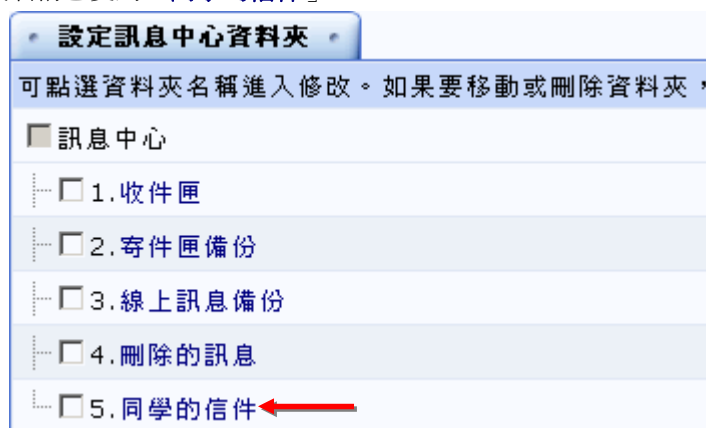 • 設定訊息中心資料夾 •
可點選資料夾名稱進入修改。如果要移動或刪除資料夾，
訊息中心
1.收件匣
2.寄件匣備份
3.線上訊息備份
4.刪除的訊息
5.同學的信件